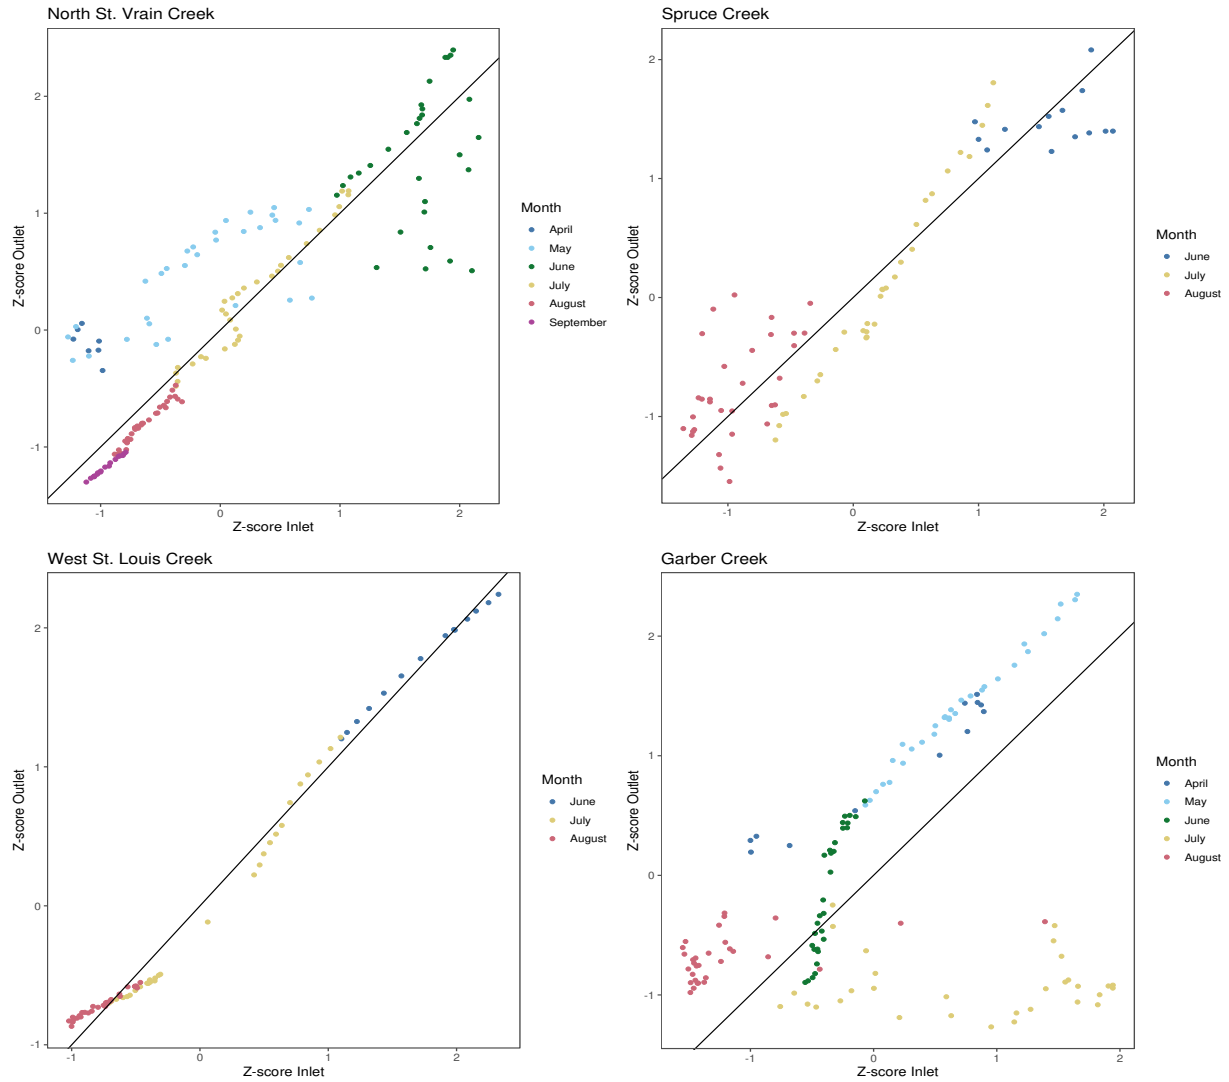 North St. Vrain Creek
Z-score Outlet
2
1
0
-1
-1
0
1
2
Z-score Inlet
Month
April
May
June
July
August
September
Spruce Creek
Z-score Outlet
2
1
0
-1
-1
0
1
2
Z-score Inlet
Month
June
July
August
West St. Louis Creek
Z-score Outlet
2
1
0
-1
-1
0
1
2
Z-score Inlet
Month
June
July
August
Garber Creek
Z-score Outlet
2
1
0
-1
-1
0
1
2
Z-score Inlet
Month
April
May
June
July
August